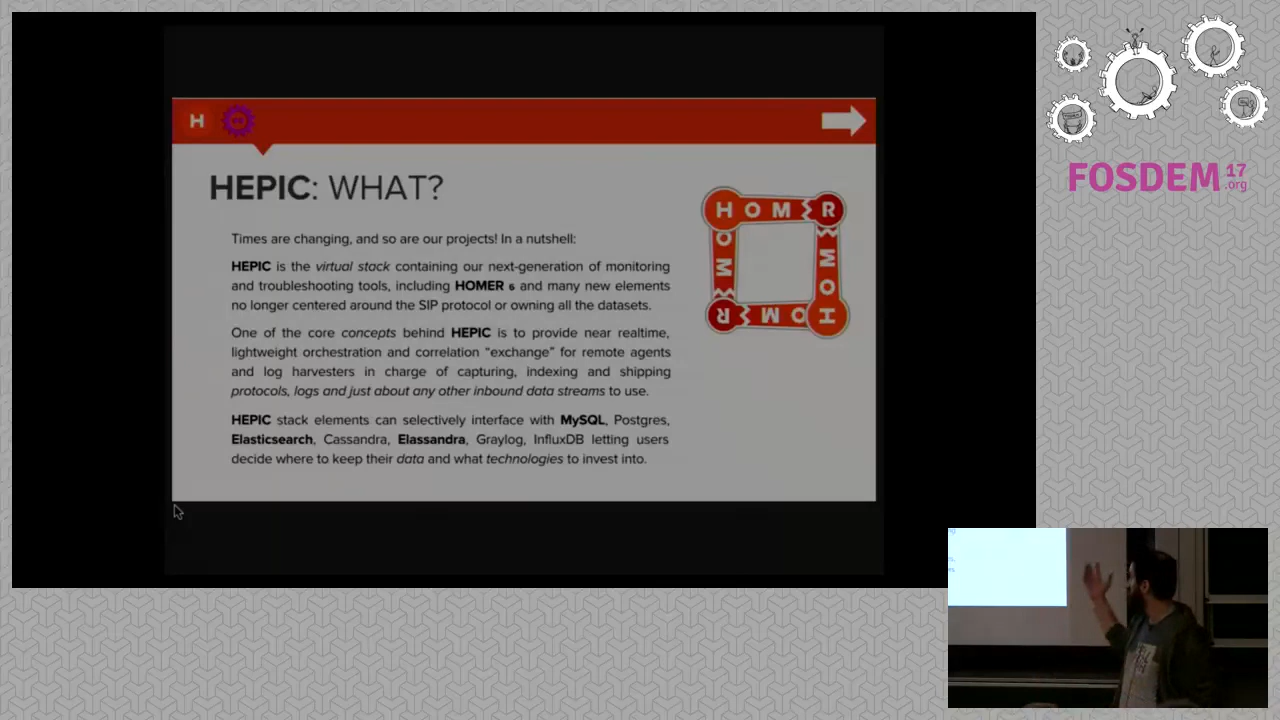 H
HEPIC: WHAT?
Times are changing, and so are our projects! In a nutshell:
HEPIC is the virtual stack containing our next-generation of monitoring
and troubleshooting tools, including HOMER 6 and many new elements
no longer centered around the SIP protocol or owning all the datasets.
One of the core concepts behind HEPIC is to provide near realtime,
lightweight orchestration and correlation “exchange” for remote agents
and log harvesters in charge of capturing, indexing and shipping
protocols, logs and just about any other inbound data streams to use.
HEPIC stack elements can selectively interface with MySQL, Postgres,
Elasticsearch, Cassandra, Elassandra, Graylog, InfluxDB letting users
decide where to keep their data and what technologies to invest into.
HOMER
HOMER
HOMER
HOMER
FOSDEM 17
.org